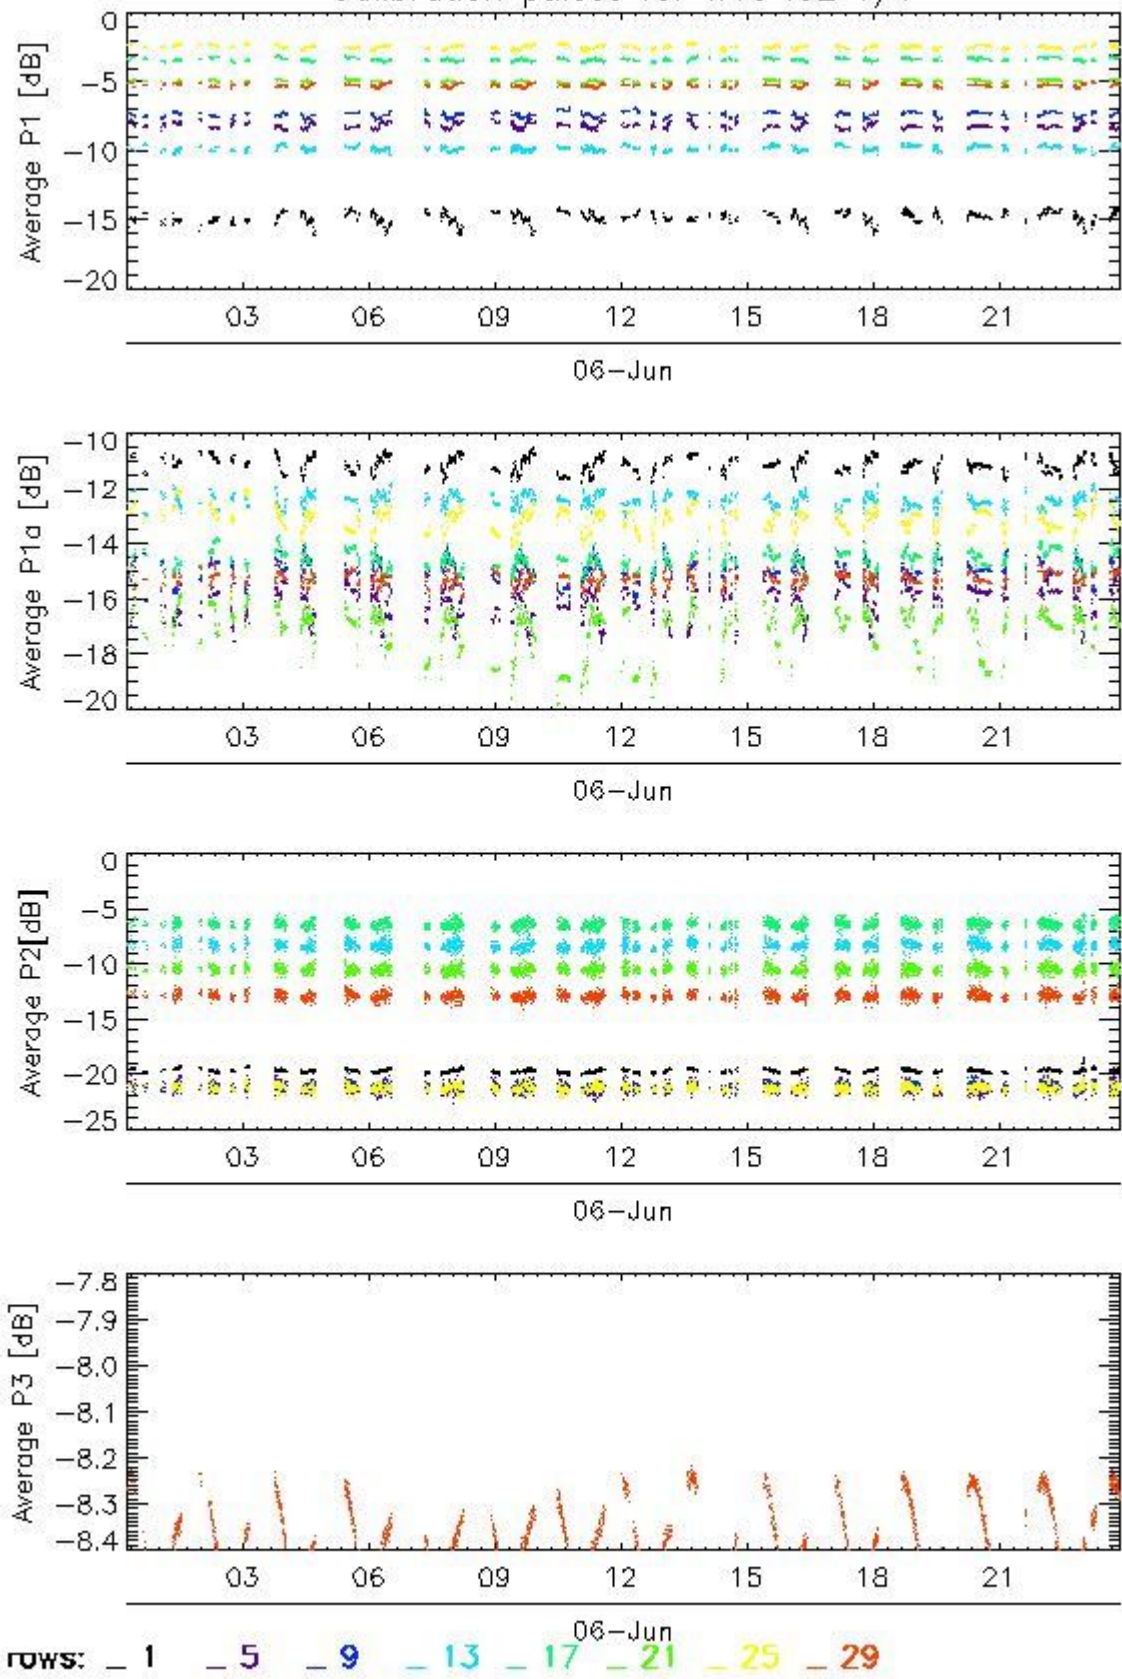 Average P1 [dB]
0
-5
-10
-15
-20
03 06 09 12 15 18 21
06-Jun
Average P1a [dB]
-10
-12
-14
-16
-18
-20
03 06 09 12 15 18 21
06-Jun
Average P2[dB]
0
-5
-10
-15
-20
-25
03 06 09 12 15 18 21
06-Jun
Average P3 [dB]
-7.8
-7.9
-8.0
-8.1
-8.2
-8.3
-8.4
03 06 09 12 15 18 21
06-Jun
rows: _ 1 _ 5 _ 9 _ 13 _ 17 _ 21 _ 25 _ 29